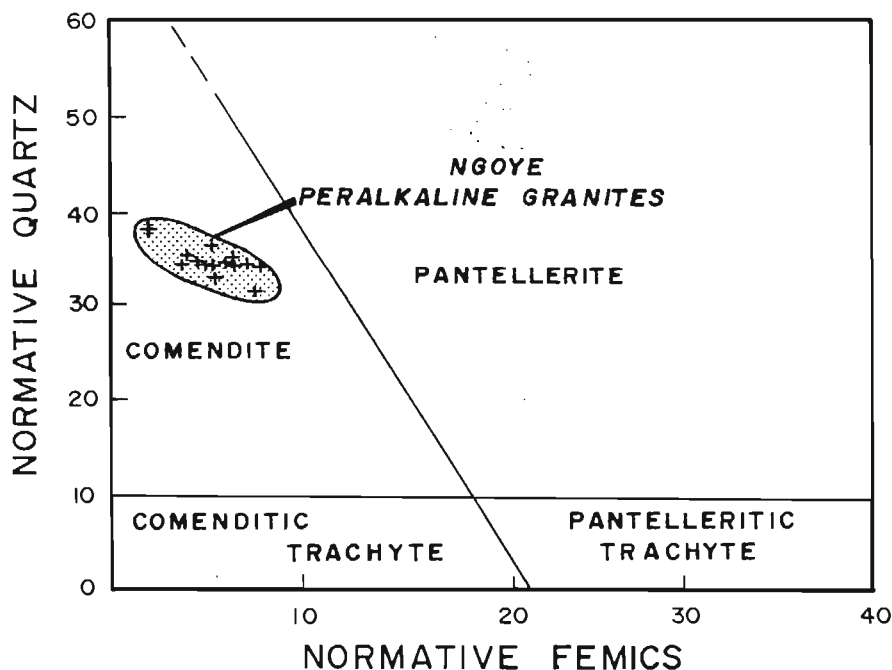 60
50
40
30
20
10
0
NORMATIVE QUARTZ
NGOYE
PERALKALINE GRANITES
PANTELLERITE
COMENDITE
COMENDITIC
TRACHYTE
PANTELLERITIC
TRACHYTE
10
20
30
40
NORMATIVE FEMICS